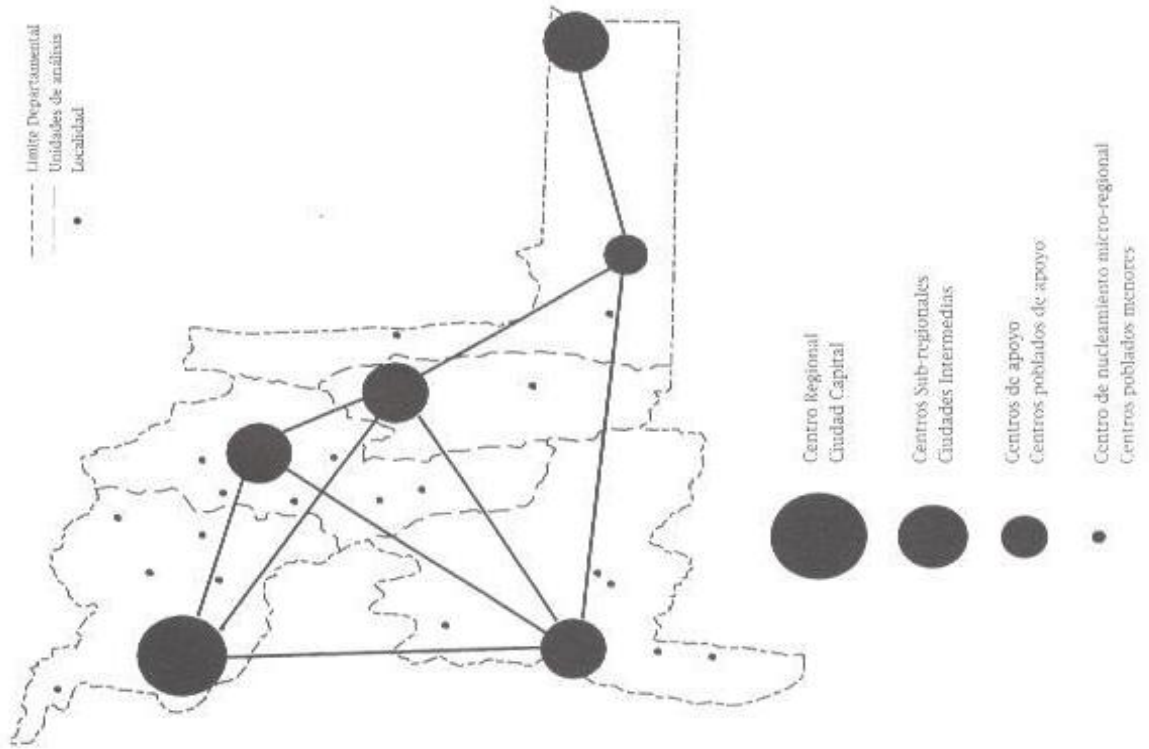 Límite Departamental
Unidades de análisis
Localidad
Centro Regional
Ciudad Capital
Centros Sub-regionales
Ciudades Intermedias
Centros de apoyo
Centros poblados de apoyo
Centro de nucleamiento micro-regional
Centros poblados menores